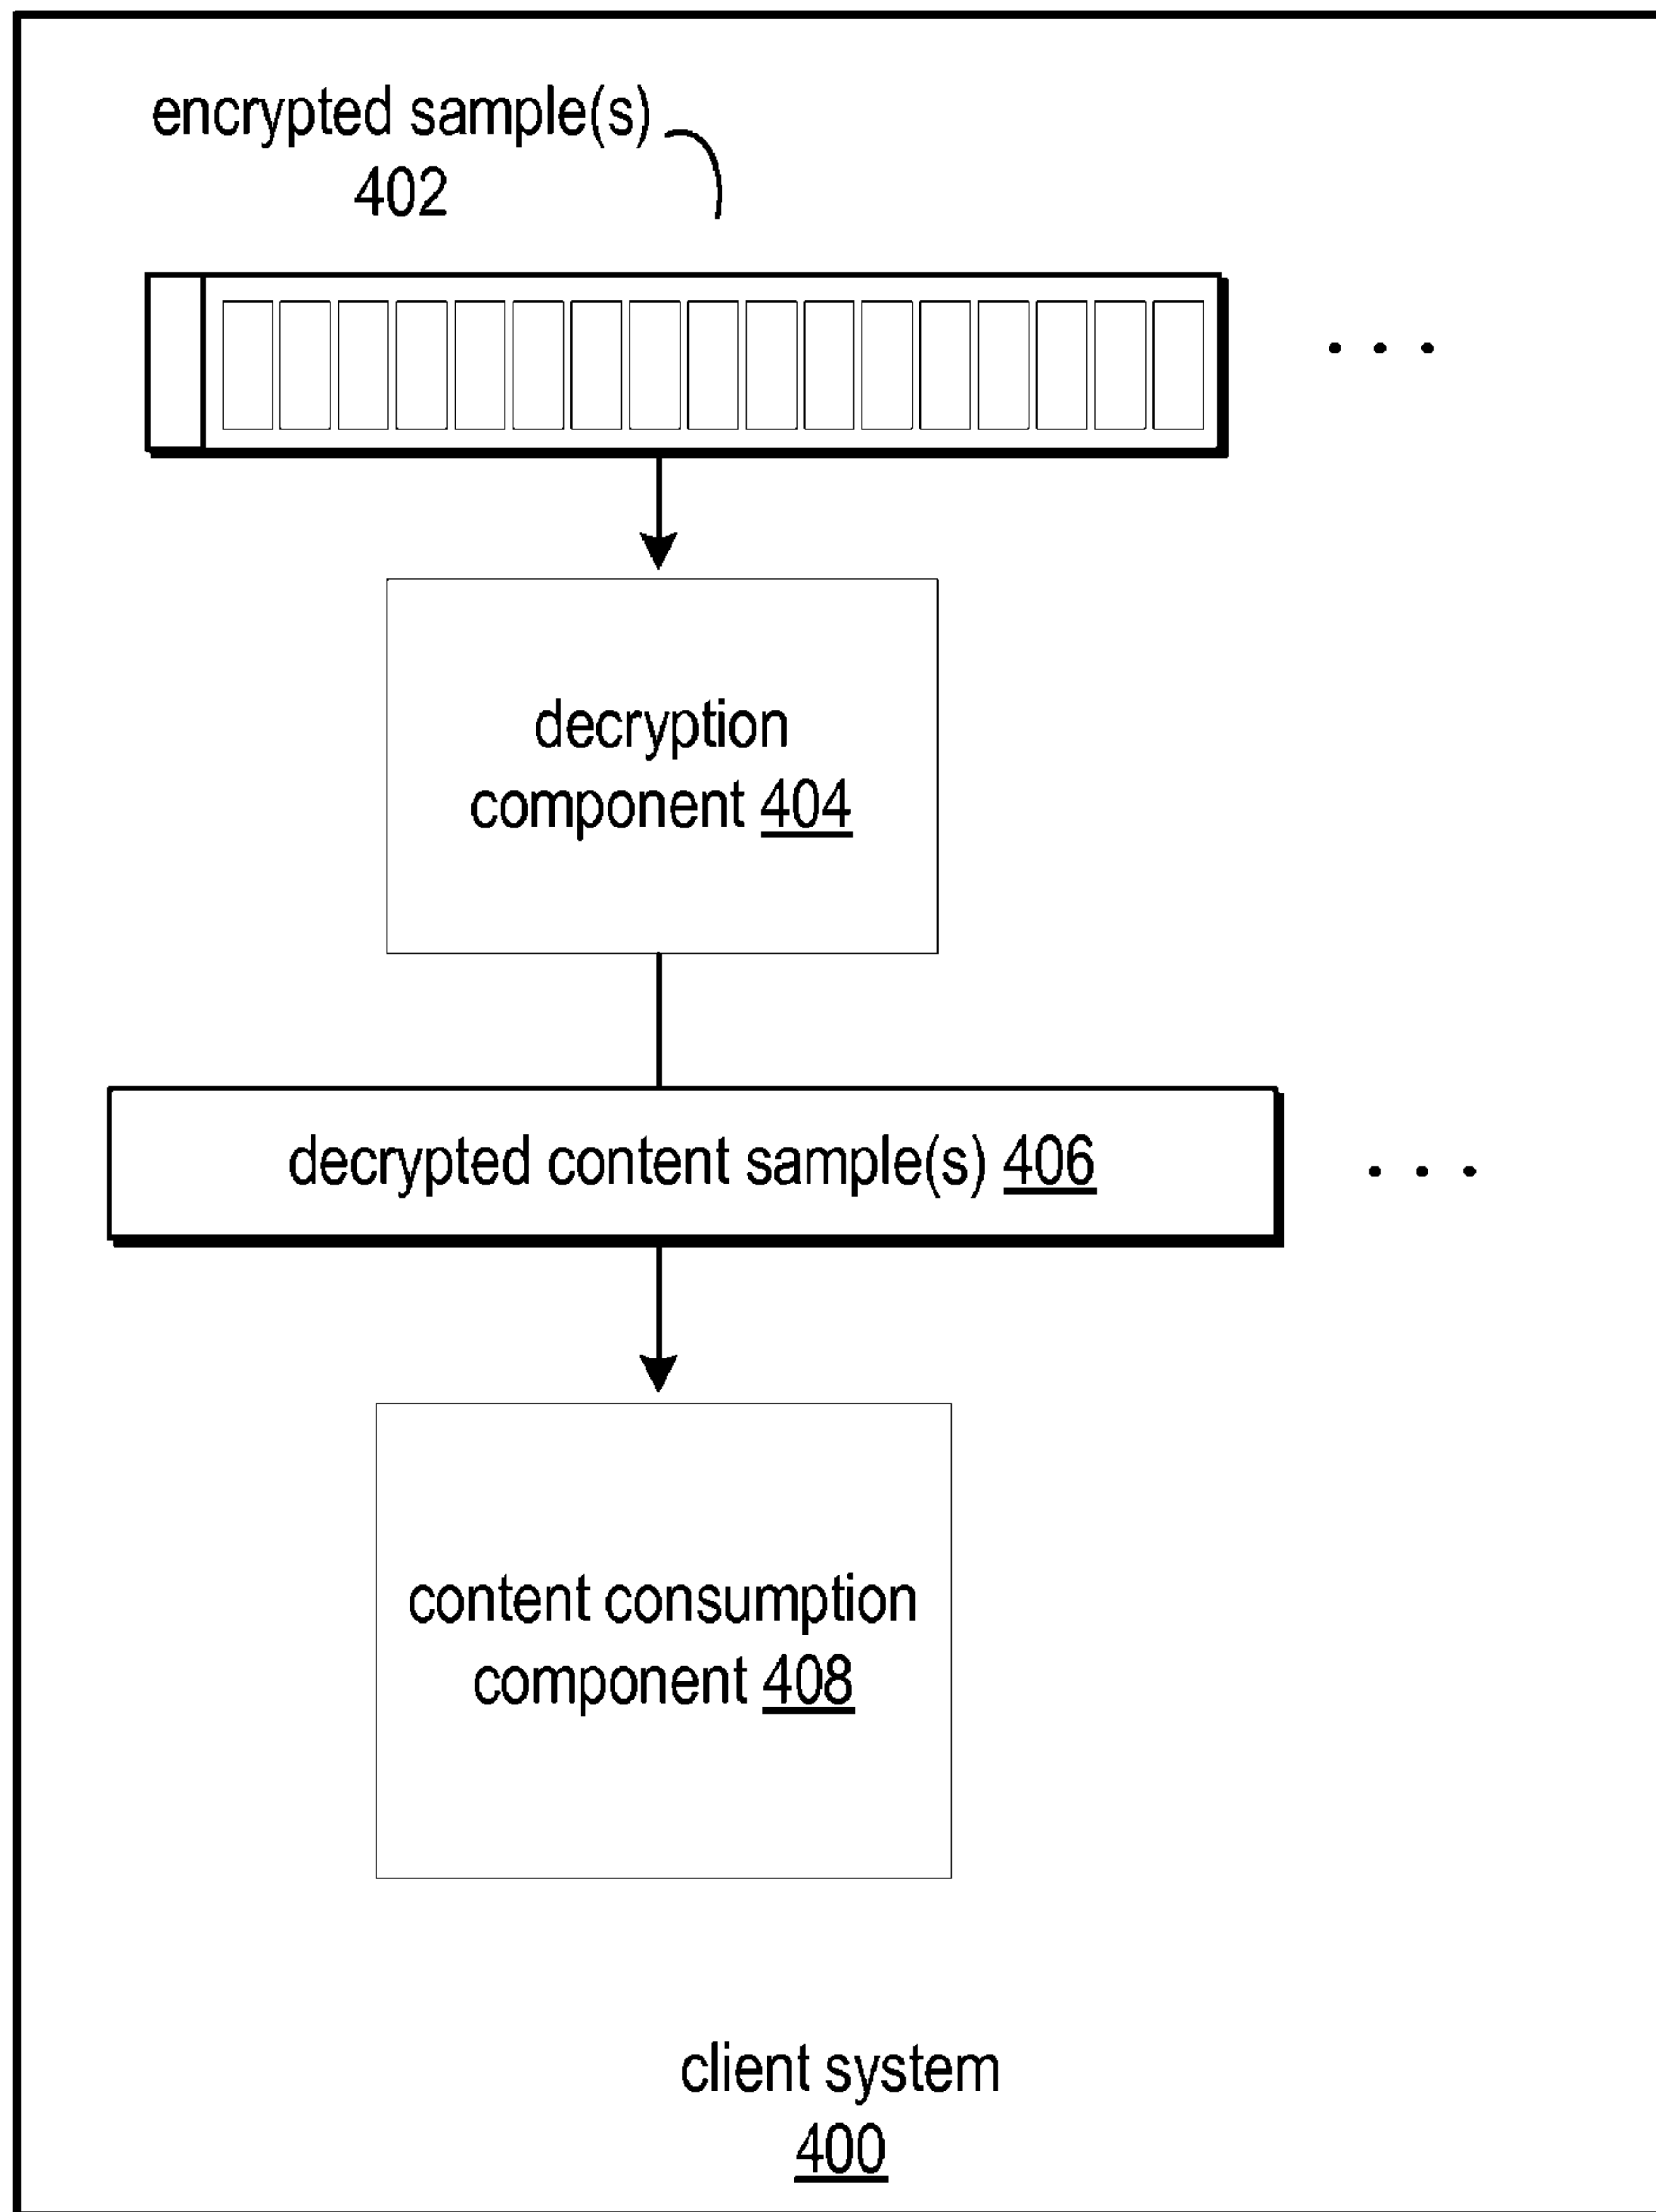 encrypted sample(s)
402
decryption
component 404
decrypted content sample(s) 406
content consumption
component 408
client system
400